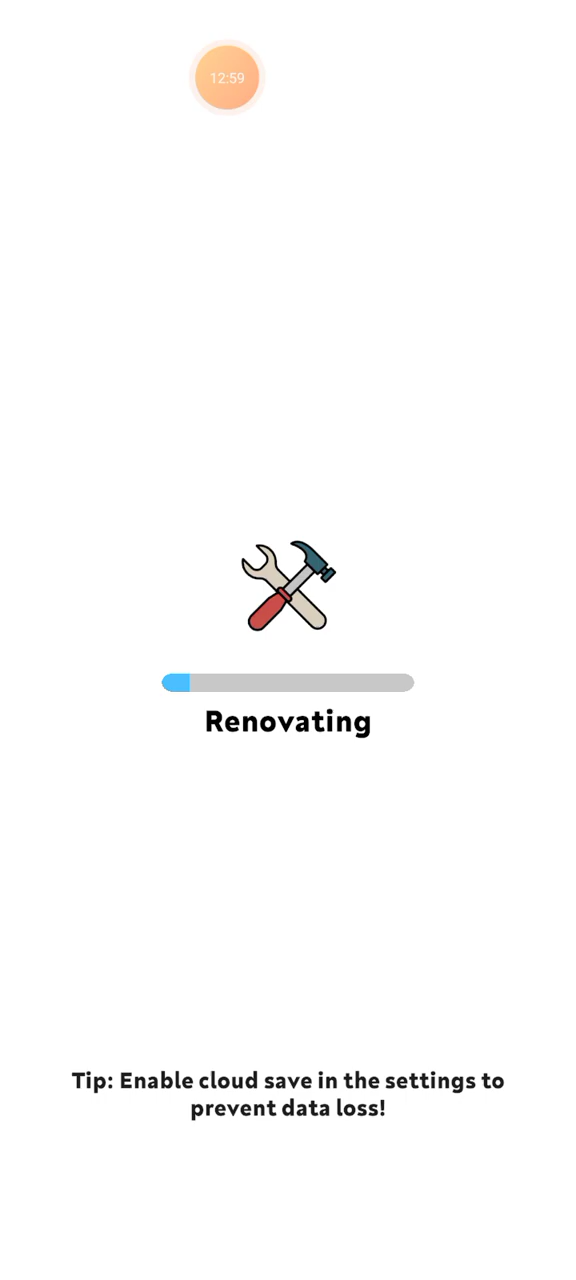 12:59
Renovating
Tip: Enable cloud save in the settings to
prevent data loss!